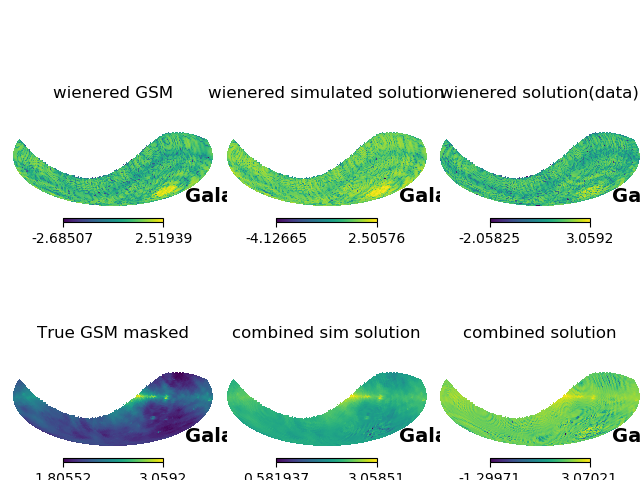 wienered GSM
wienered simulated solution
wienered solution(data)
Gala
Gala
Ga
-2.68507 2.51939
-4.12665 2.50576
-2.05825 3.0592
True GSM masked
combined sim solution
combined solution
Gala
Gala
Ga
1.80552 3.0592
0.581937 3.05851
-1.29971 3.07021